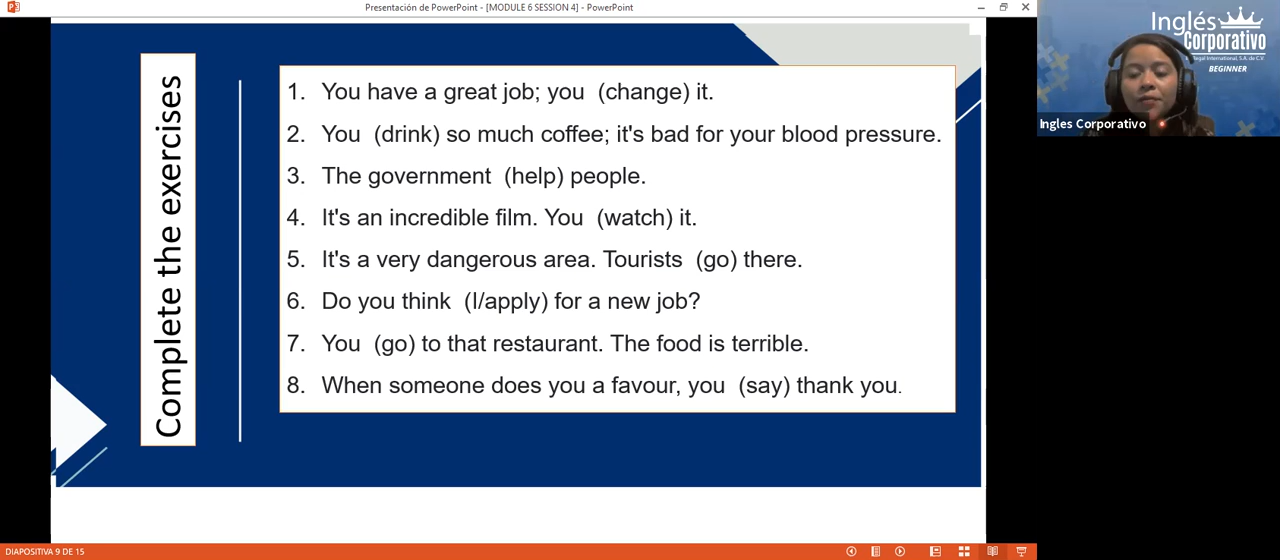 Presentación de PowerPoint - [MODULE 6 SESSION 4] - PowerPoint
Complete the exercises
1. You have a great job; you (change) it.
2. You (drink) so much coffee; it's bad for your blood pressure.
3. The government (help) people.
4. It's an incredible film. You (watch) it.
5. It's a very dangerous area. Tourists (go) there.
6. Do you think (I/apply) for a new job?
7. You (go) to that restaurant. The food is terrible.
8. When someone does you a favour, you (say) thank you.
Inglés
Corporativo
BEGINNER
Ingles Corporativo
DIAPOSITIVA 9 DE 15